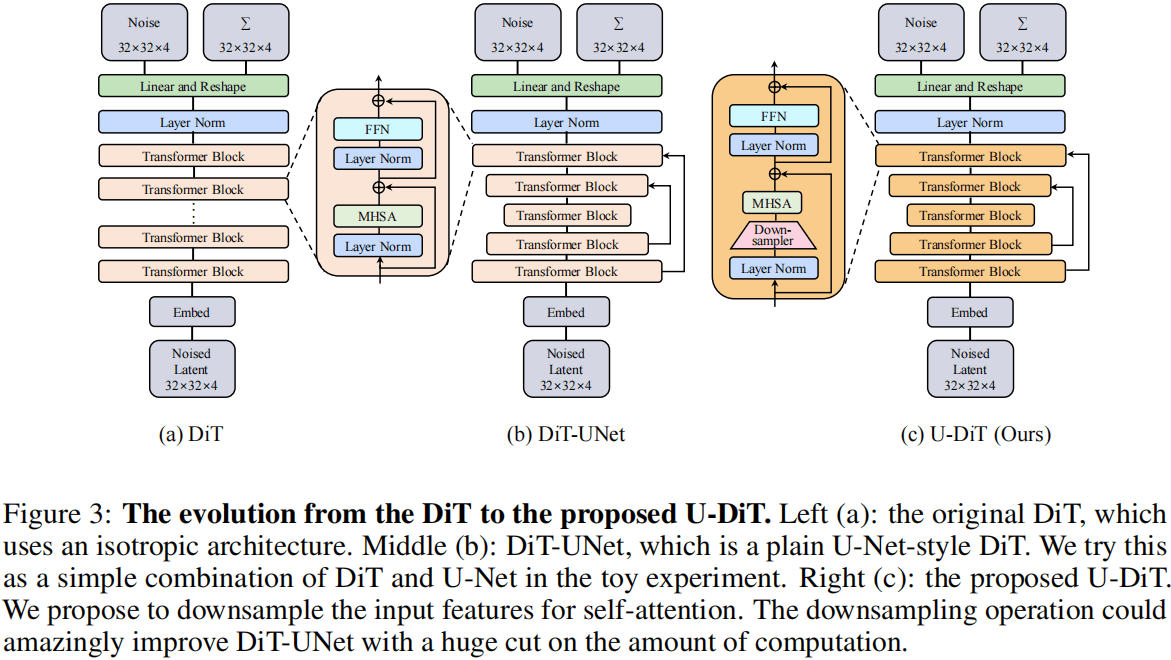 Noise
32×32×4
∑
32×32×4
Linear and Reshape
Layer Norm
Transformer Block
Transformer Block
Transformer Block
Transformer Block
Embed
Noised
Latent
32×32×4
(a) DiT
FFN
Layer Norm
MHSA
Layer Norm
Noise
32×32×4
∑
32×32×4
Linear and Reshape
Layer Norm
Transformer Block
Transformer Block
Transformer Block
Transformer Block
Transformer Block
Embed
Noised
Latent
32×32×4
(b) DiT-UNet
FFN
Layer Norm
MHSA
Down-
sampler
Layer Norm
Noise
32×32×4
∑
32×32×4
Linear and Reshape
Layer Norm
Transformer Block
Transformer Block
Transformer Block
Transformer Block
Transformer Block
Embed
Noised
Latent
32×32×4
(c) U-DiT (Ours)
Figure 3: The evolution from the DiT to the proposed U-DiT. Left (a): the original DiT, which
uses an isotropic architecture. Middle (b): DiT-UNet, which is a plain U-Net-style DiT. We try this
as a simple combination of DiT and U-Net in the toy experiment. Right (c): the proposed U-DiT.
We propose to downsample the input features for self-attention. The downsampling operation could
amazingly improve DiT-UNet with a huge cut on the amount of computation.